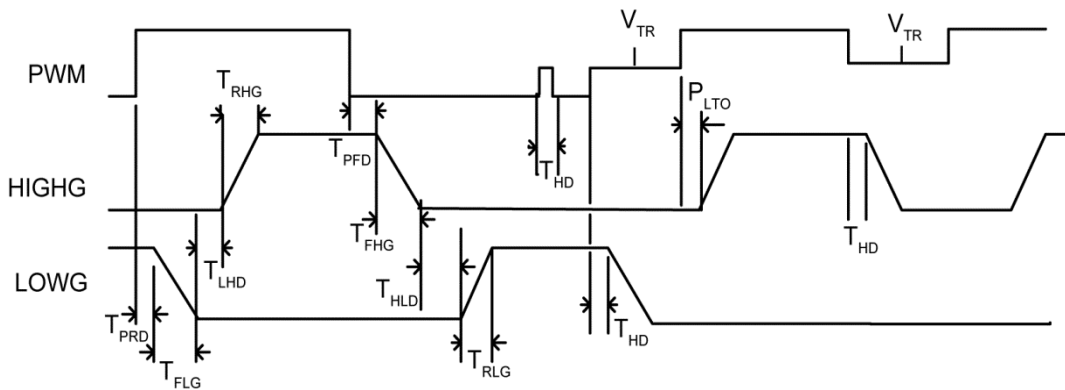 V_TR
V_TR
PWM
T_RHG
P_LTO
T_PFD
T_HD
HIGHG
T_FHG
T_HD
T_LHD
LOWG
T_HLD
T_PRD
T_HD
T_FLG
T_RLG